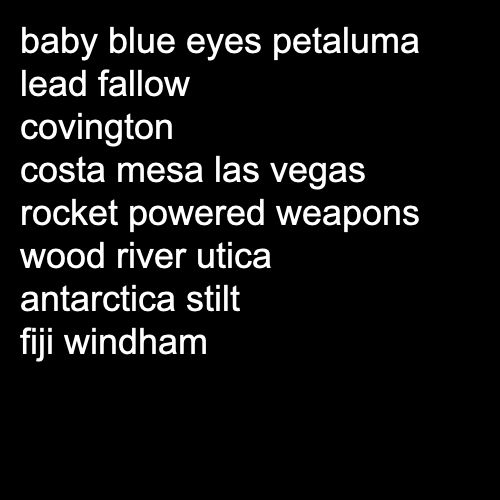 baby blue eyes petaluma
lead fallow
covington
costa mesa las vegas
rocket powered weapons
wood river utica
antarctica stilt
fiji windham